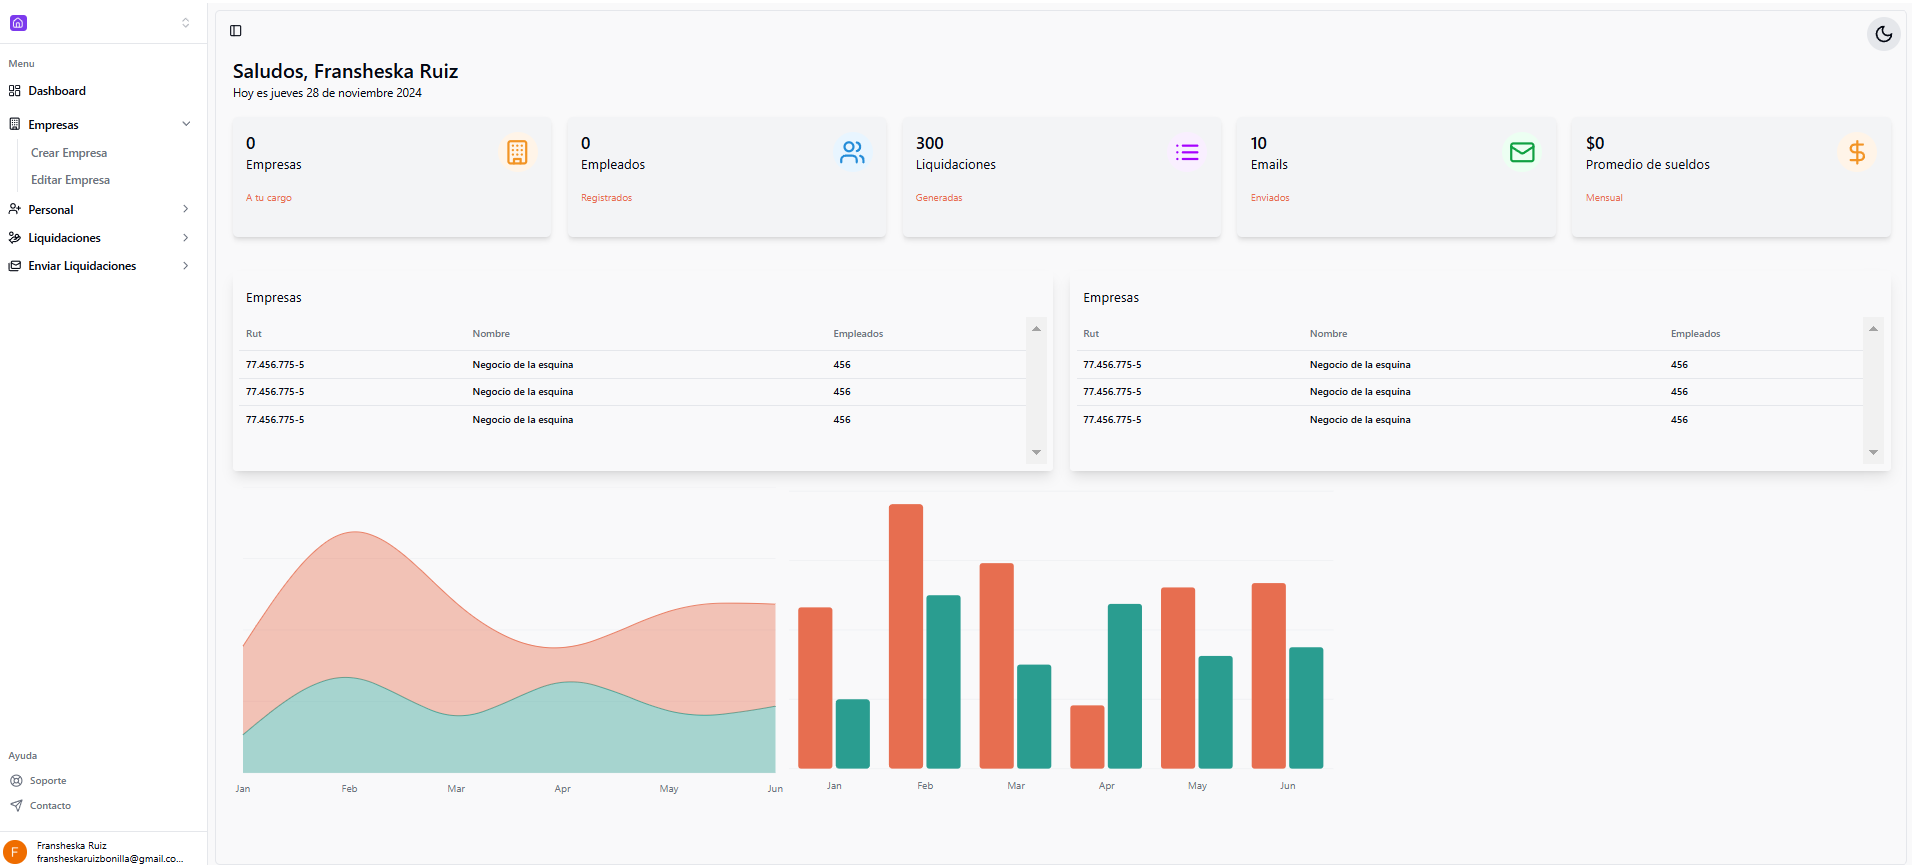 Menu
Dashboard
Empresas
Crear Empresa
Editar Empresa
Personal
Liquidaciones
Enviar Liquidaciones
Ayuda
Soporte
Contacto
F
Fransheska Ruiz
fransheskaruizbonilla@gmail.co...
Saludos, Fransheska Ruiz
Hoy es jueves 28 de noviembre 2024
0
Empresas
A tu cargo
0
Empleados
Registrados
300
Liquidaciones
Generadas
10
Emails
Enviados
$0
Promedio de sueldos
Mensual
Empresas
Rut Nombre Empleados
77.456.775-5 Negocio de la esquina 456
77.456.775-5 Negocio de la esquina 456
77.456.775-5 Negocio de la esquina 456
Empresas
Rut Nombre Empleados
77.456.775-5 Negocio de la esquina 456
77.456.775-5 Negocio de la esquina 456
77.456.775-5 Negocio de la esquina 456
Jan Feb Mar Apr May Jun
Jan Feb Mar Apr May Jun